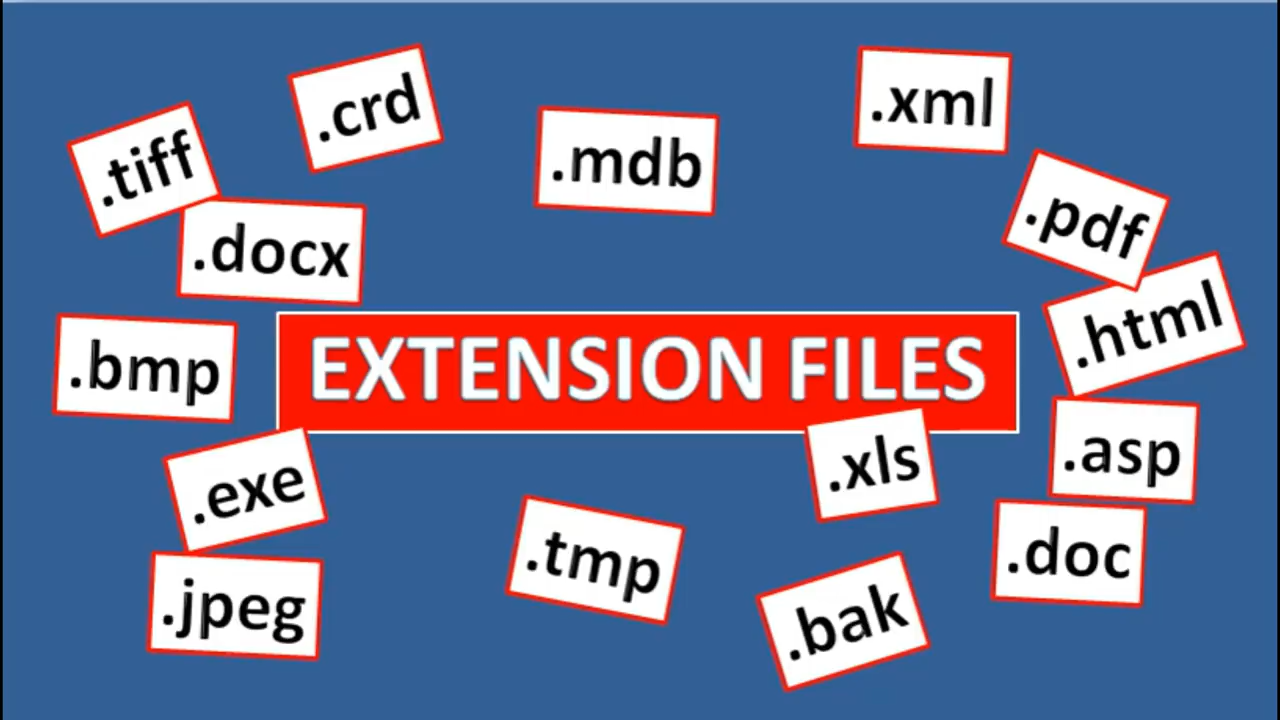 .crd
.xml
.tiff
.mdb
.docx
.pdf
.html
.bmp
EXTENSION FILES
.xls
.asp
.exe
.tmp
.doc
.jpeg
.bak